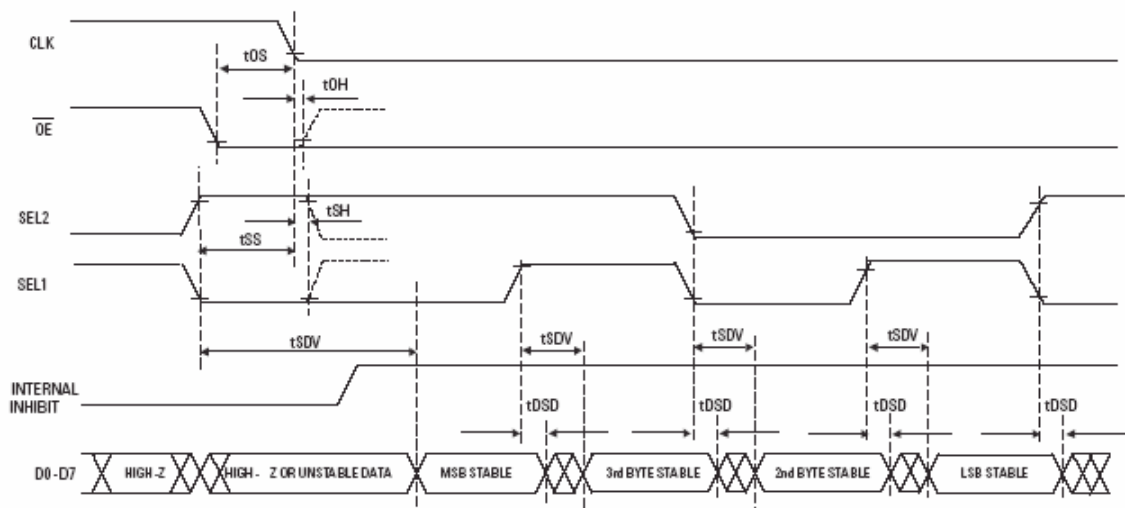 CLK
tOS
tOH
OE
SEL2
tSH
tSS
SEL1
tSDV
tSDV
tSDV
tSDV
INTERNAL
INHIBIT
tDSD
tDSD
tDSD
tDSD
D0-D7
HIGH-Z
HIGH- Z OR UNSTABLE DATA
MSB STABLE
3rd BYTE STABLE
2nd BYTE STABLE
LSB STABLE